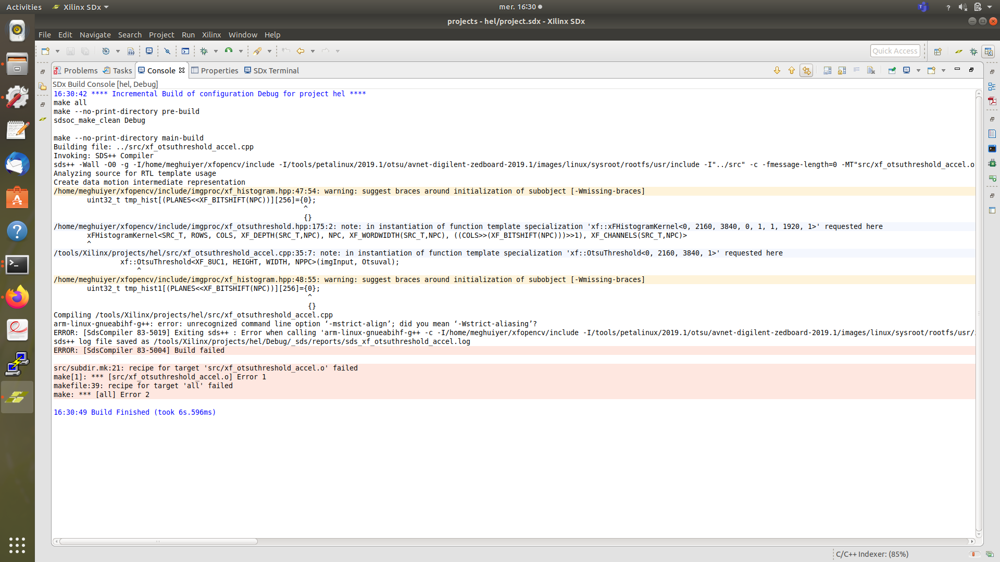 Activities
Xilinx SDx
mer. 16:30
projects - hel/project.sdx - Xilinx SDx
File Edit Navigate Search Project Run Xilinx Window Help
Quick Access
Problems Tasks Console Properties SDx Terminal
SDx Build Console [hel, Debug]
16:30:42 **** Incremental Build of configuration Debug for project hel ****
make all
make --no-print-directory pre-build
sdsoc_make_clean Debug
make --no-print-directory main-build
Building file: ../src/xf_otsuthreshold_accel.cpp
Invoking: SDS++ Compiler
sds++ -Wall -O0 -g -I/home/meghuiyer/xfopencv/include -I/tools/petalinux/2019.1/otsu/avnet-digilent-zedboard-2019.1/images/linux/sysroot/rootfs/usr/include -I"../src" -c -fmessage-length=0 -MT"src/xf_otsuthreshold_accel.o
Analyzing source for RTL template usage
Create data motion intermediate representation
/home/meghuiyer/xfopencv/include/imgproc/xf_histogram.hpp:47:54: warning: suggest braces around initialization of subobject [-Wmissing-braces]
uint32_t tmp_hist[(PLANES<<XF_BITSHIFT(NPC))][256]={0};
^
{}
/home/meghuiyer/xfopencv/include/imgproc/xf_otsuthreshold.hpp:175:2: note: in instantiation of function template specialization 'xf::xFHistogramKernel<0, 2160, 3840, 0, 1, 1, 1920, 1>' requested here
xFHistogramKernel<SRC_T, ROWS, COLS, XF_DEPTH(SRC_T,NPC), NPC, XF_WORDWIDTH(SRC_T,NPC), ((COLS>>(XF_BITSHIFT(NPC)))>>1), XF_CHANNELS(SRC_T,NPC)>
^
/tools/Xilinx/projects/hel/src/xf_otsuthreshold_accel.cpp:35:7: note: in instantiation of function template specialization 'xf::OtsuThreshold<0, 2160, 3840, 1>' requested here
xf::OtsuThreshold<XF_8UC1, HEIGHT, WIDTH, NPPC>(imgInput, Otsuval);
^
/home/meghuiyer/xfopencv/include/imgproc/xf_histogram.hpp:48:55: warning: suggest braces around initialization of subobject [-Wmissing-braces]
uint32_t tmp_hist1[(PLANES<<XF_BITSHIFT(NPC))][256]={0};
^
{}
Compiling /tools/Xilinx/projects/hel/src/xf_otsuthreshold_accel.cpp
arm-linux-gnueabihf-g++: error: unrecognized command line option ‘-mstrict-align’; did you mean ‘-Wstrict-aliasing’?
ERROR: [SdsCompiler 83-5019] Exiting sds++ : Error when calling 'arm-linux-gnueabihf-g++ -c -I/home/meghuiyer/xfopencv/include -I/tools/petalinux/2019.1/otsu/avnet-digilent-zedboard-2019.1/images/linux/sysroot/rootfs/usr/
sds++ log file saved as /tools/Xilinx/projects/hel/Debug/_sds/reports/sds_xf_otsuthreshold_accel.log
ERROR: [SdsCompiler 83-5004] Build failed
src/subdir.mk:21: recipe for target 'src/xf_otsuthreshold_accel.o' failed
make[1]: *** [src/xf_otsuthreshold_accel.o] Error 1
makefile:39: recipe for target 'all' failed
make: *** [all] Error 2
16:30:49 Build Finished (took 6s.596ms)
C/C++ Indexer: (85%)